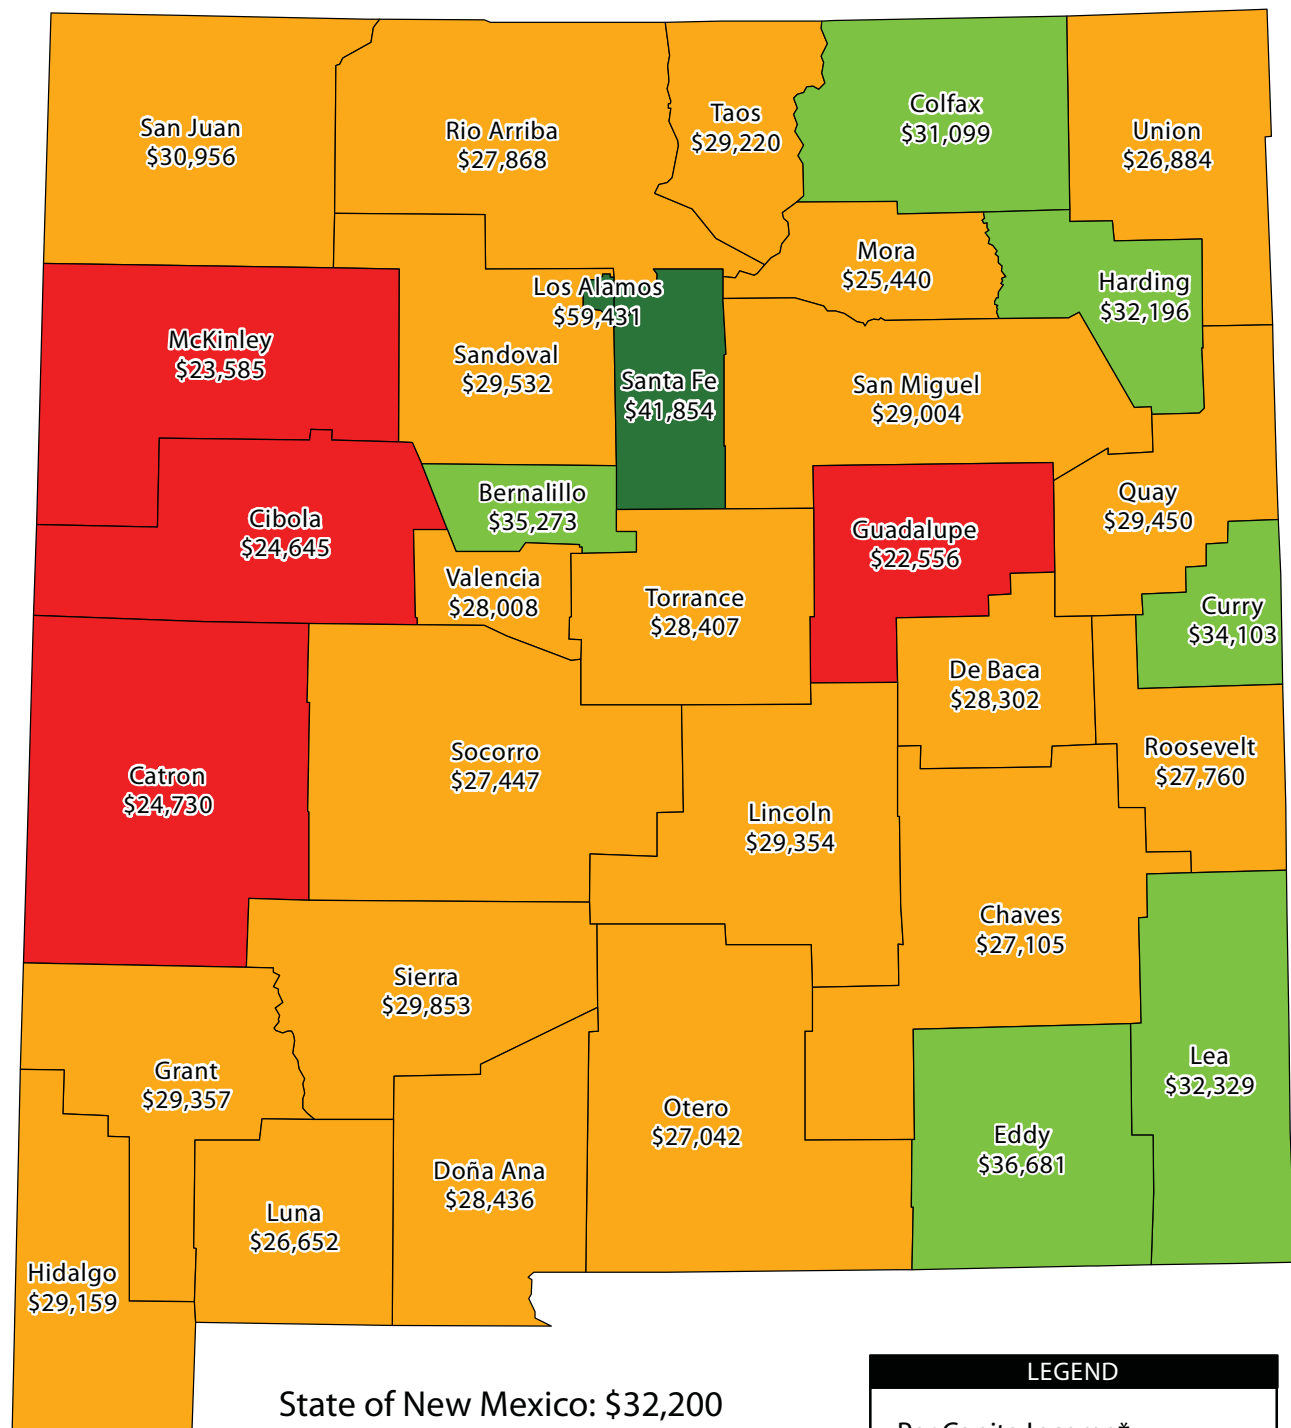 San Juan
$30,956
Rio Arriba
$27,868
Taos
$29,220
Colfax
$31,099
Union
$26,884
Mora
$25,440
Harding
$32,196
Los Alamos
$59,431
McKinley
$23,585
Sandoval
$29,532
Santa Fe
$41,854
San Miguel
$29,004
Bernalillo
$35,273
Quay
$29,450
Cibola
$24,645
Guadalupe
$22,556
Valencia
$28,008
Torrance
$28,407
Curry
$34,103
De Baca
$28,302
Roosevelt
$27,760
Socorro
$27,447
Catron
$24,730
Lincoln
$29,354
Chaves
$27,105
Sierra
$29,853
Grant
$29,357
Lea
$32,329
Otero
$27,042
Eddy
$36,681
Doña Ana
$28,436
Luna
$26,652
Hidalgo
$29,159
State of New Mexico: $32,200
LEGEND
Per Capita Income*